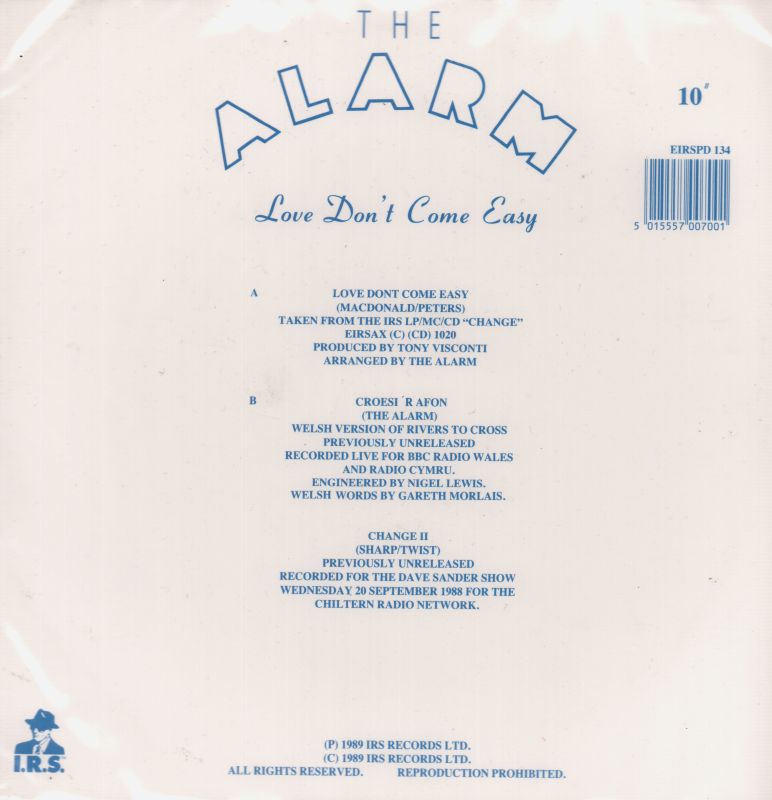 THE
ALARM
10"
EIRSPD 134
5 015557 007001
Love Don't Come Easy
A LOVE DONT COME EASY
(MACDONALD/PETERS)
TAKEN FROM THE IRS LP/MC/CD "CHANGE"
EIRSAX (C) (CD) 1020
PRODUCED BY TONY VISCONTI
ARRANGED BY THE ALARM
B CROESI ´R AFON
(THE ALARM)
WELSH VERSION OF RIVERS TO CROSS
PREVIOUSLY UNRELEASED
RECORDED LIVE FOR BBC RADIO WALES
AND RADIO CYMRU.
ENGINEERED BY NIGEL LEWIS.
WELSH WORDS BY GARETH MORLAIS.
CHANGE II
(SHARP/TWIST)
PREVIOUSLY UNRELEASED
RECORDED FOR THE DAVE SANDER SHOW
WEDNESDAY 20 SEPTEMBER 1988 FOR THE
CHILTERN RADIO NETWORK.
I.R.S.
(P) 1989 IRS RECORDS LTD.
(C) 1989 IRS RECORDS LTD.
ALL RIGHTS RESERVED. REPRODUCTION PROHIBITED.